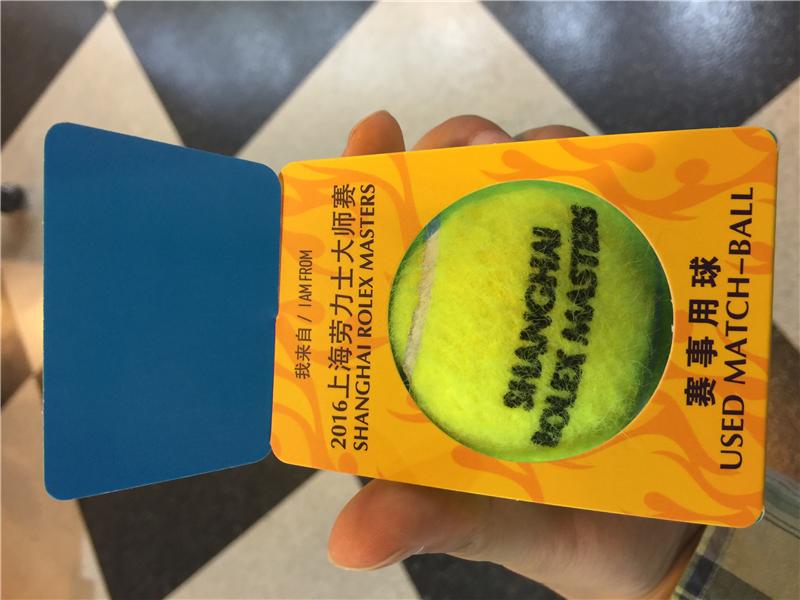 我来自 / I AM FROM
2016上海劳力士大师赛
SHANGHAI ROLEX MASTERS
SHANGHAI
ROLEX MASTERS
赛事用球
USED MATCH-BALL